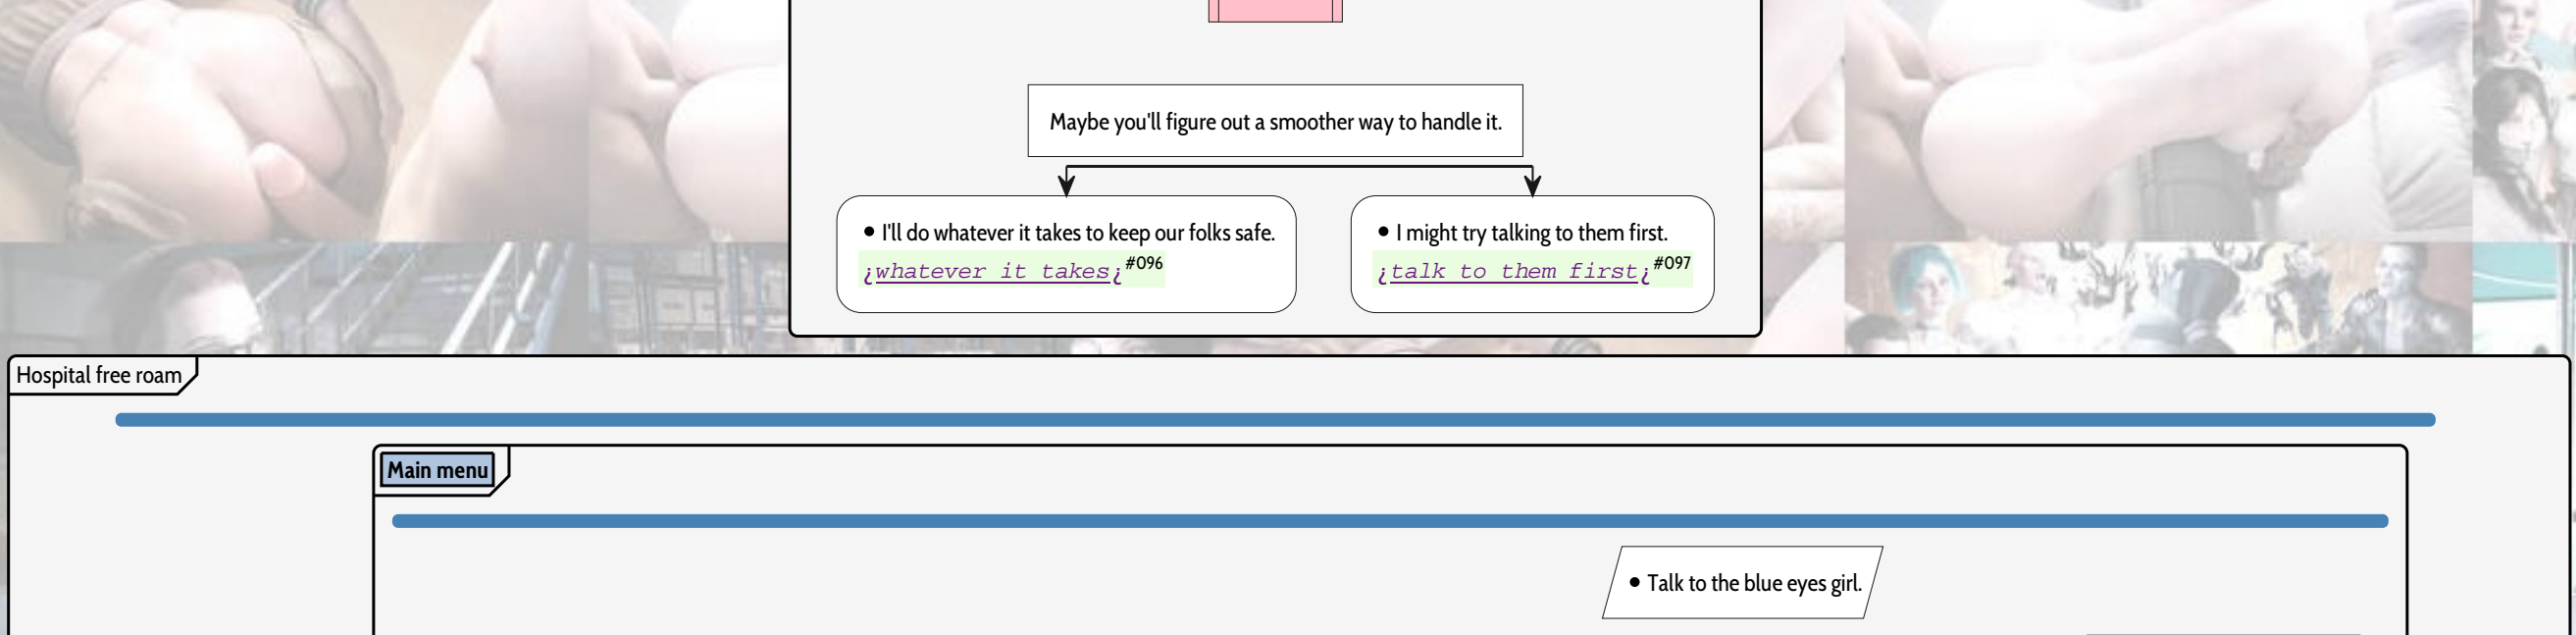 Maybe you'll figure out a smoother way to handle it.
• I'll do whatever it takes to keep our folks safe.
¿whatever it takes¿#096
• I might try talking to them first.
¿talk to them first¿#097
Hospital free roam
Main menu
• Talk to the blue eyes girl.